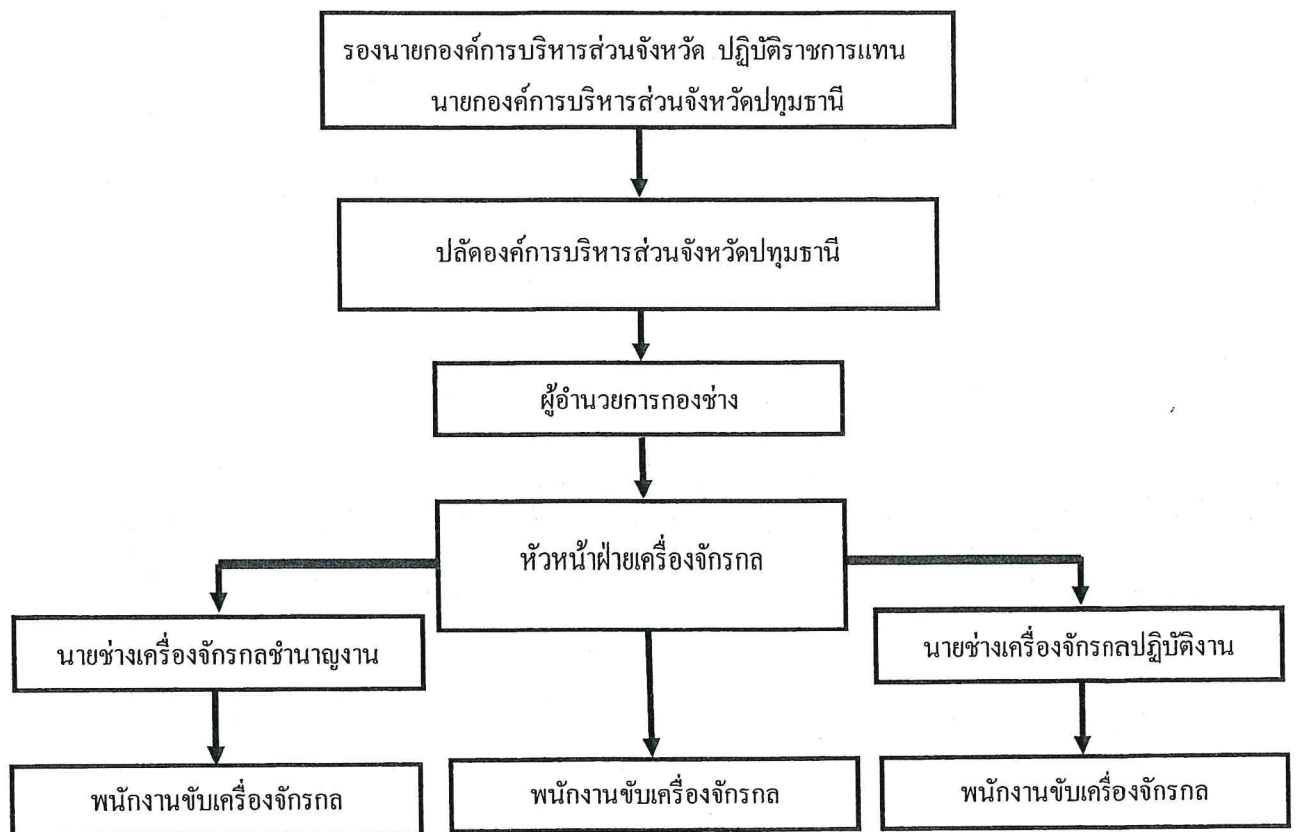 รองนายกองค์การบริหารส่วนจังหวัด ปฏิบัติราชการแทน
นายกองค์การบริหารส่วนจังหวัดปทุมธานี
ปลัดองค์การบริหารส่วนจังหวัดปทุมธานี
ผู้อำนวยการกองช่าง
หัวหน้าฝ่ายเครื่องจักรกล
นายช่างเครื่องจักรกลชำนาญงาน
นายช่างเครื่องจักรกลปฏิบัติงาน
พนักงานขับเครื่องจักรกล
พนักงานขับเครื่องจักรกล
พนักงานขับเครื่องจักรกล